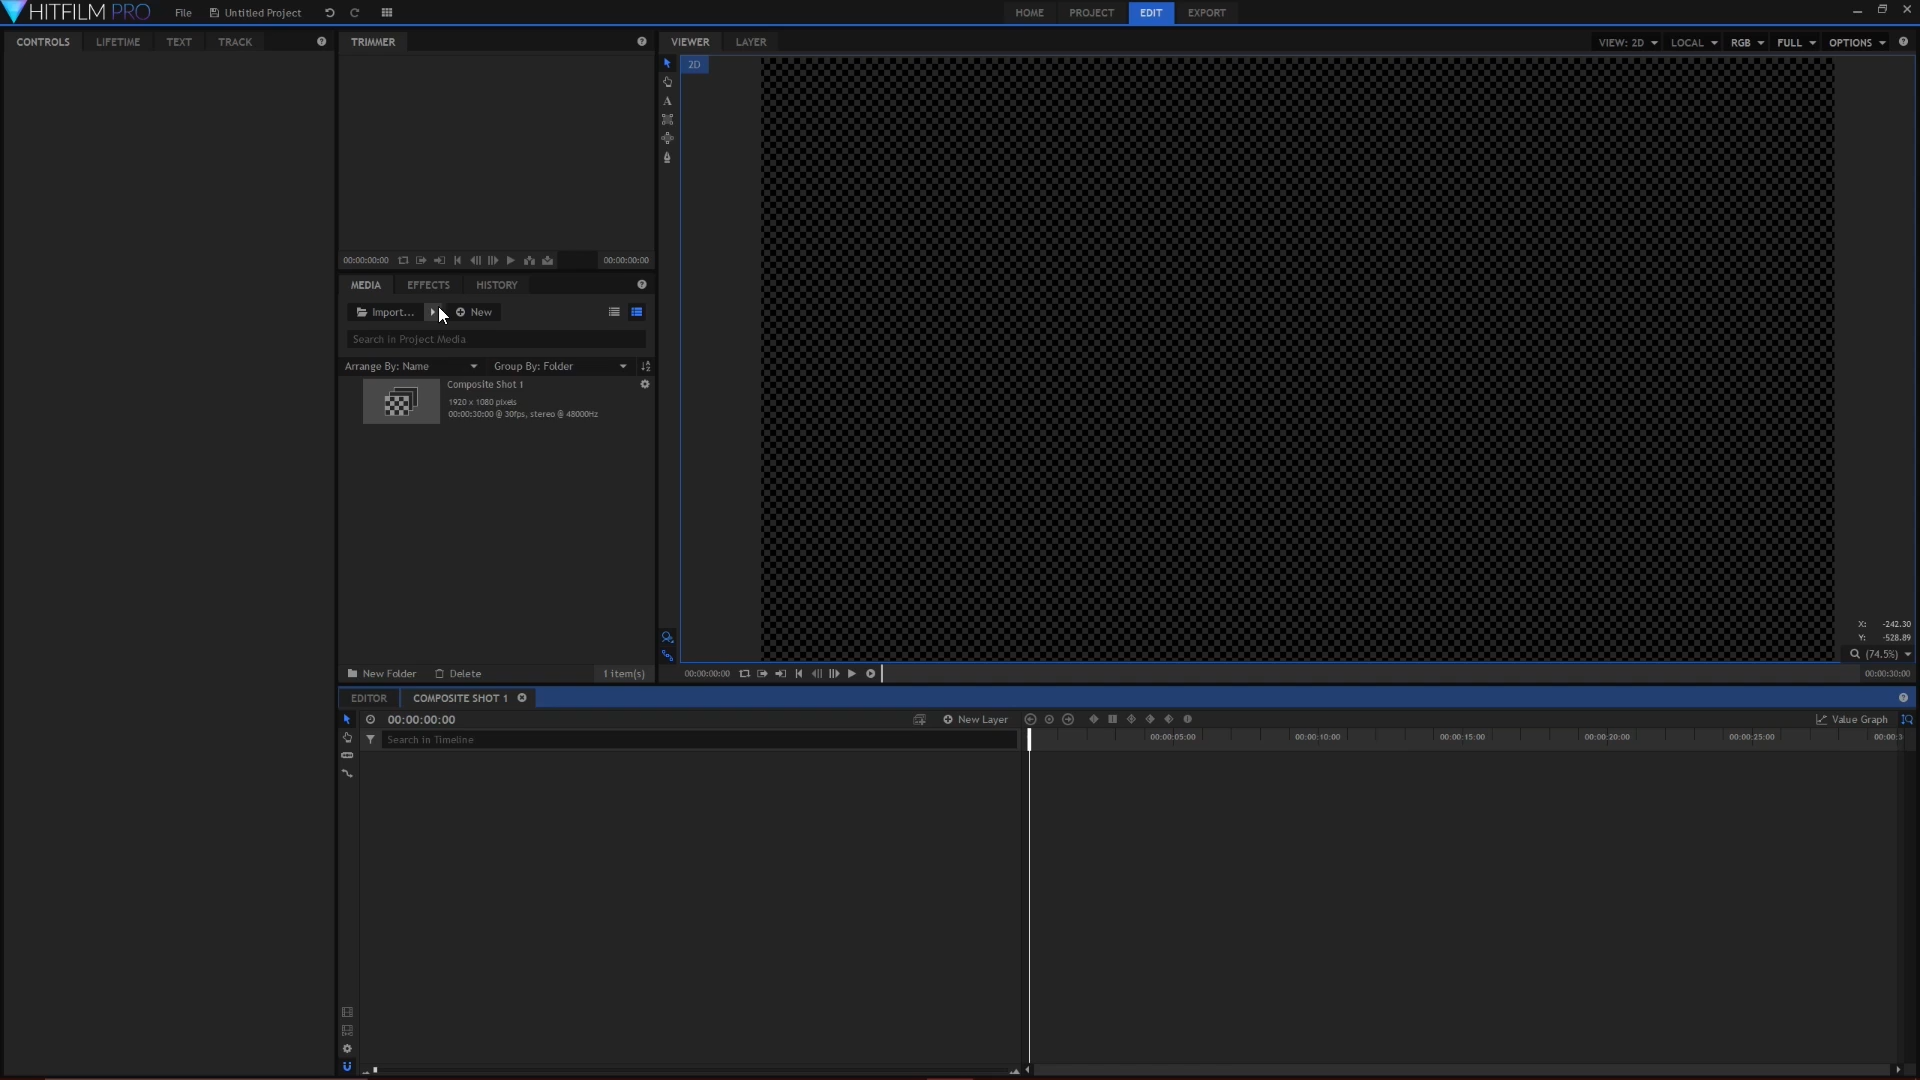 HITFILM PRO File Untitled Project HOME PROJECT EDIT EXPORT
CONTROLS LIFETIME TEXT TRACK TRIMMER VIEWER LAYER VIEW: 2D LOCAL RGB FULL OPTIONS
2D
A
00:00:00:00 00:00:00:00
MEDIA EFFECTS HISTORY
Import... New
Search in Project Media
Arrange By: Name Group By: Folder
Composite Shot 1
1920 x 1080 pixels
00:00:30:00 @ 30fps, stereo @ 48000Hz
X: -242.30
Y: -528.89
(74.5%)
New Folder Delete 1 item(s) 00:00:00:00 00:00:30:00
EDITOR COMPOSITE SHOT 1
00:00:00:00 New Layer Value Graph
Search in Timeline 00:00:05:00 00:00:10:00 00:00:15:00 00:00:20:00 00:00:25:00 00:00:3